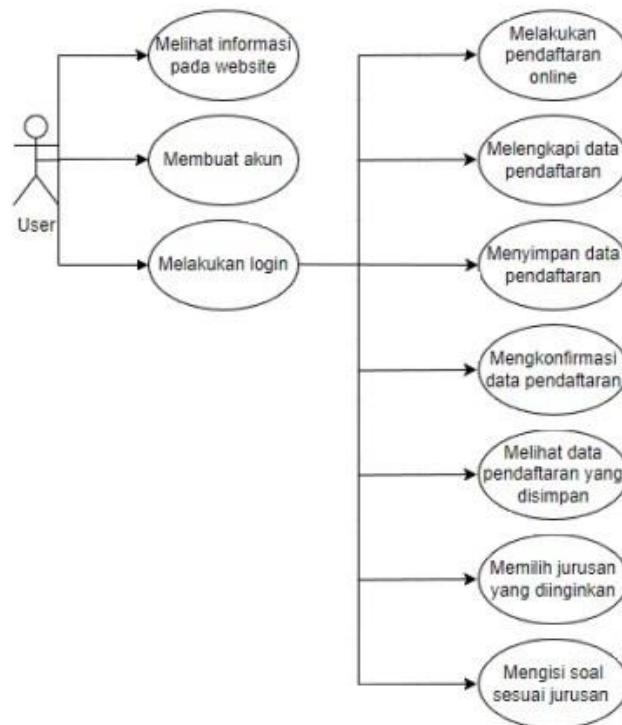 Melihat informasi
pada website
Membuat akun
User
Melakukan login
Melakukan
pendaftaran
online
Melengkapi data
pendaftaran
Menyimpan data
pendaftaran
Mengkonfirmasi
data pendaftaran
Melihat data
pendaftaran yang
disimpan
Memilih jurusan
yang diinginkan
Mengisi soal
sesuai jurusan